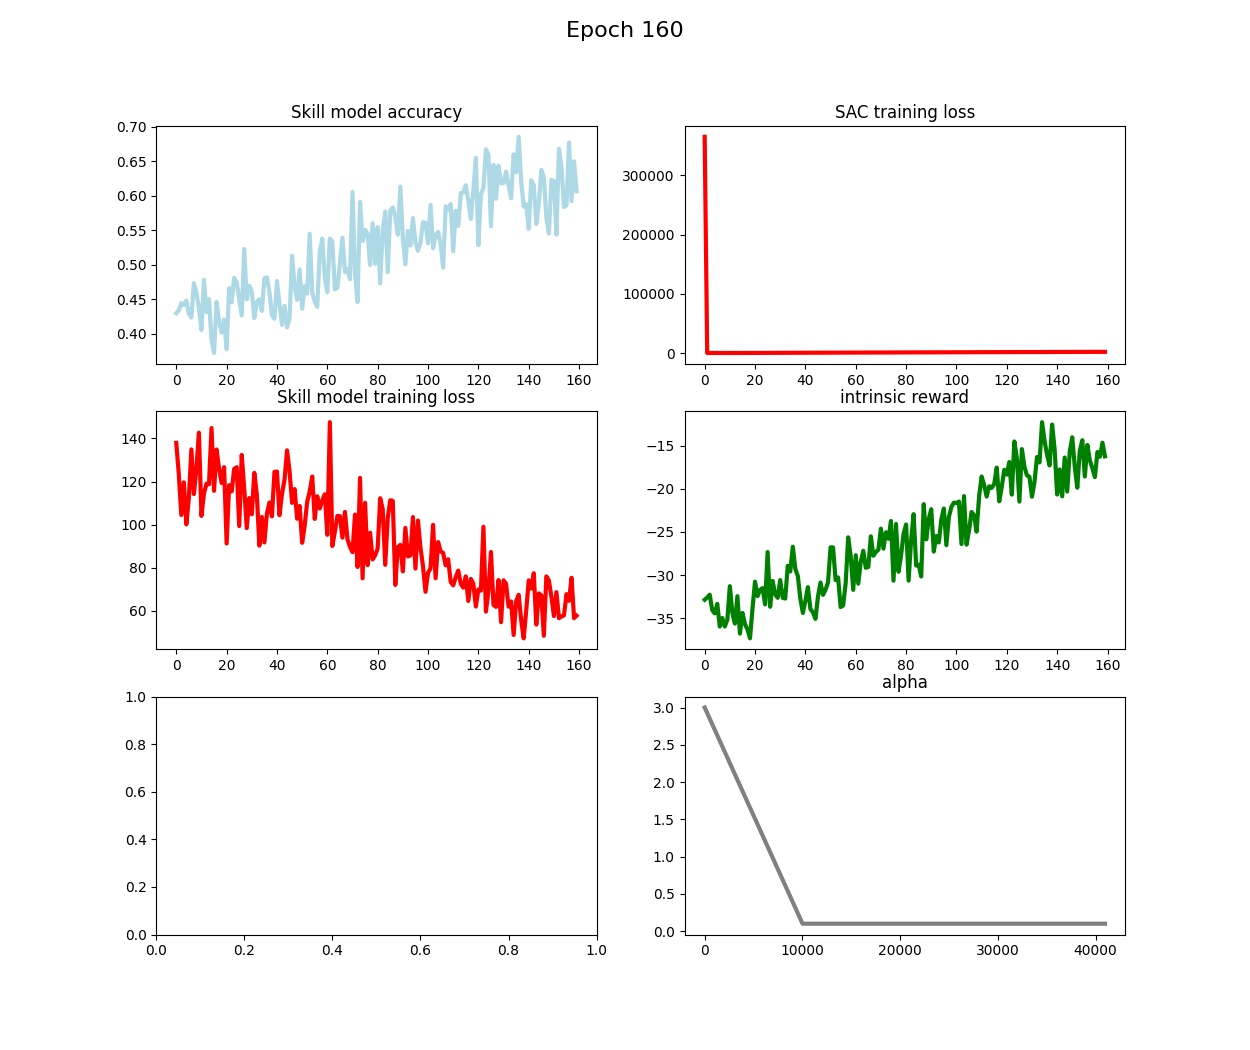 Epoch 160
Skill model accuracy
0.70
0.65
0.60
0.55
0.50
0.45
0.40
0 20 40 60 80 100 120 140 160
SAC training loss
300000
200000
100000
0
0 20 40 60 80 100 120 140 160
Skill model training loss
140
120
100
80
60
0 20 40 60 80 100 120 140 160
intrinsic reward
−15
−20
−25
−30
−35
0 20 40 60 80 100 120 140 160
1.0
0.8
0.6
0.4
0.2
0.0
0.0 0.2 0.4 0.6 0.8 1.0
alpha
3.0
2.5
2.0
1.5
1.0
0.5
0.0
0 10000 20000 30000 40000